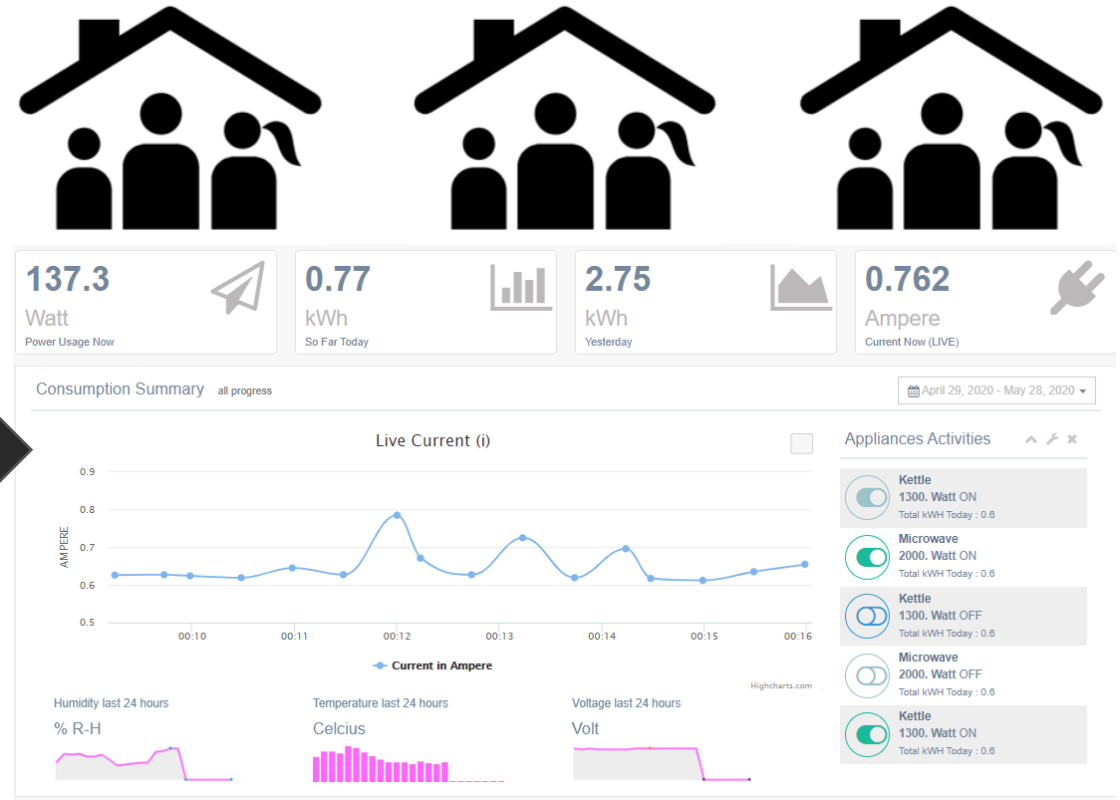 137.3
Watt
Power Usage Now
0.77
kWh
So Far Today
2.75
kWh
Yesterday
0.762
Ampere
Current Now (LIVE)
Consumption Summary all progress
April 29, 2020 - May 28, 2020
Live Current (i)
AMPERE
0.9
0.8
0.7
0.6
0.5
00:10 00:11 00:12 00:13 00:14 00:15 00:16
Current in Ampere
Highcharts.com
Appliances Activities
Kettle
1300. Watt ON
Total kWH Today : 0.6
Microwave
2000. Watt ON
Total kWH Today : 0.6
Kettle
1300. Watt OFF
Total kWH Today : 0.6
Microwave
2000. Watt OFF
Total kWH Today : 0.6
Kettle
1300. Watt ON
Total kWH Today : 0.6
Humidity last 24 hours
% R-H
Temperature last 24 hours
Celcius
Voltage last 24 hours
Volt